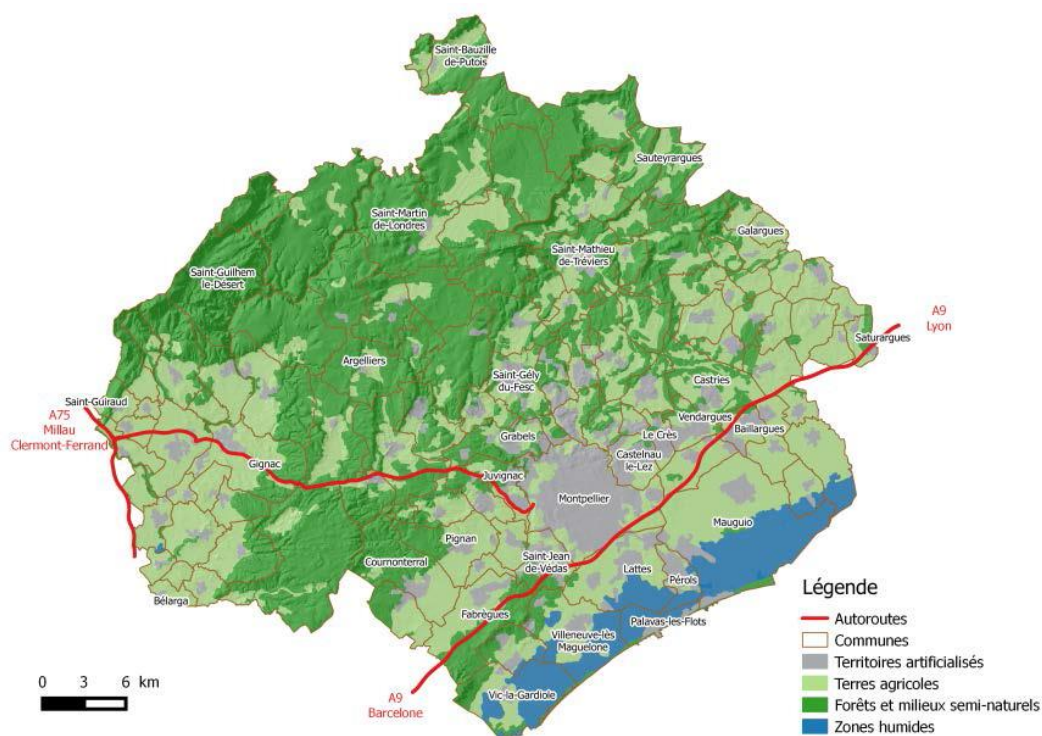 Saint-Bauzille
de-Putois
Sauteyrargues
Saint-Martin
de-Londres
Galargues
Saint-Mathieu
de-Tréviers
Saint-Guilhem
le-Désert
A9
Lyon
Saturargues
Argelliers
Saint-Gély
du-Fesc
Castries
Saint-Guiraud
A75
Millau
Clermont-Ferrand
Vendargues
Baillargues
Le Crès
Grabels
Castelnau
le-Lez
Gignac
Juvignac
Montpellier
Mauguio
Pignan
Saint-Jean
de-Védas
Cournonterral
Lattes
Pérols
Bélarga
Fabrègues
Palavas-les-Flots
Villeneuve-lès
Maguelone
Vic-la-Gardiole
A9
Barcelone
0 3 6 km
Légende
Autoroutes
Communes
Territoires artificialisés
Terres agricoles
Forêts et milieux semi-naturels
Zones humides